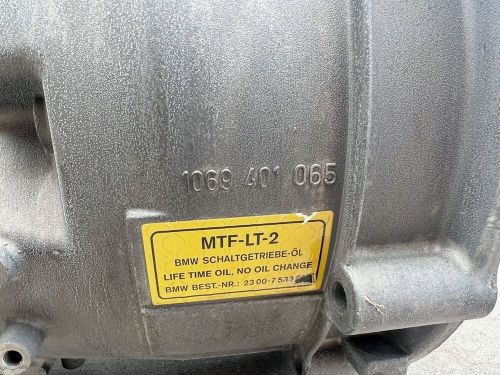 1069 401 065
MTF-LT-2
BMW SCHALTGETRIEBE-ÖL
LIFE TIME OIL, NO OIL CHANGE
BMW BEST.-NR.: 2300-7533